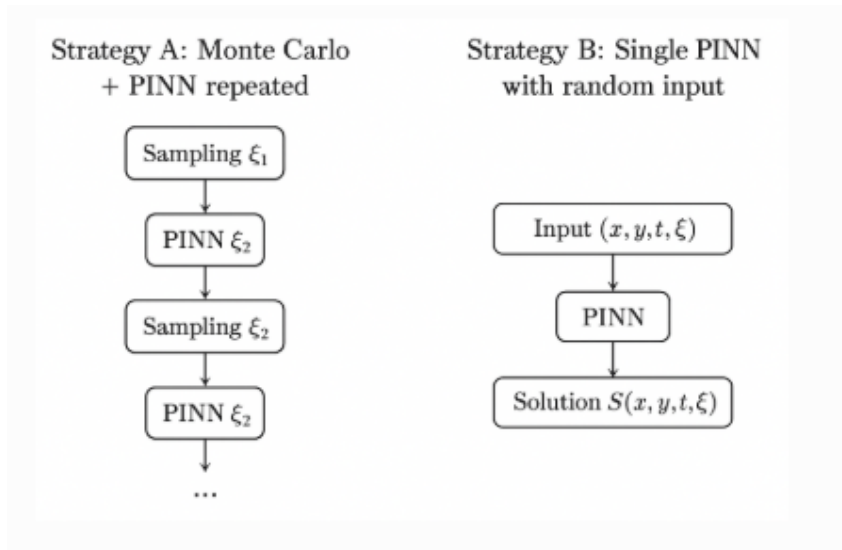 Strategy A: Monte Carlo
+ PINN repeated
Sampling ξ₁
PINN ξ₂
Sampling ξ₂
PINN ξ₂
...
Strategy B: Single PINN
with random input
Input (x,y,t,ξ)
PINN
Solution S(x,y,t,ξ)